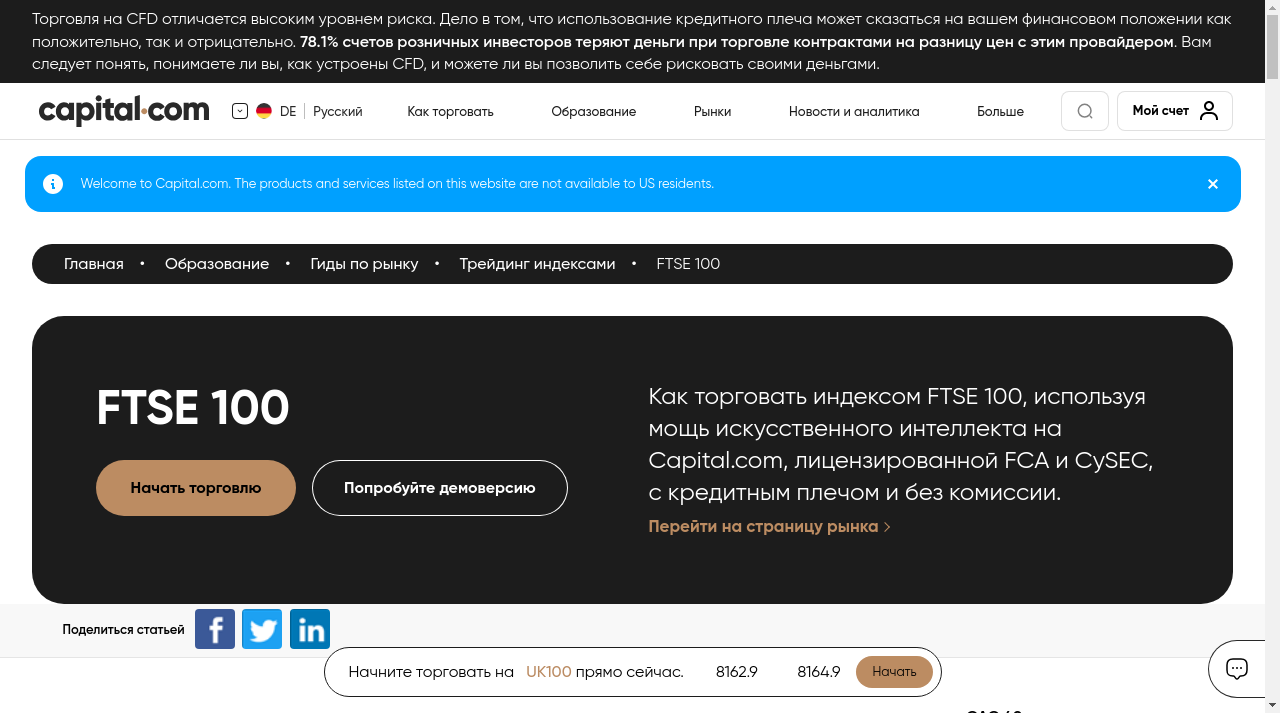 Торговля на CFD отличается высоким уровнем риска. Дело в том, что использование кредитного плеча может сказаться на вашем финансовом положении как
положительно, так и отрицательно. 78.1% счетов розничных инвесторов теряют деньги при торговле контрактами на разницу цен с этим провайдером. Вам
следует понять, понимаете ли вы, как устроены CFD, и можете ли вы позволить себе рисковать своими деньгами.
capital.com DE Русский Как торговать Образование Рынки Новости и аналитика Больше Мой счет
Welcome to Capital.com. The products and services listed on this website are not available to US residents.
Главная • Образование • Гиды по рынку • Трейдинг индексами • FTSE 100
FTSE 100
Начать торговлю Попробуйте демоверсию
Как торговать индексом FTSE 100, используя
мощь искусственного интеллекта на
Capital.com, лицензированной FCA и CySEC,
с кредитным плечом и без комиссии.
Перейти на страницу рынка
Поделиться статьей
Начните торговать на UK100 прямо сейчас. 8162.9 8164.9 Начать